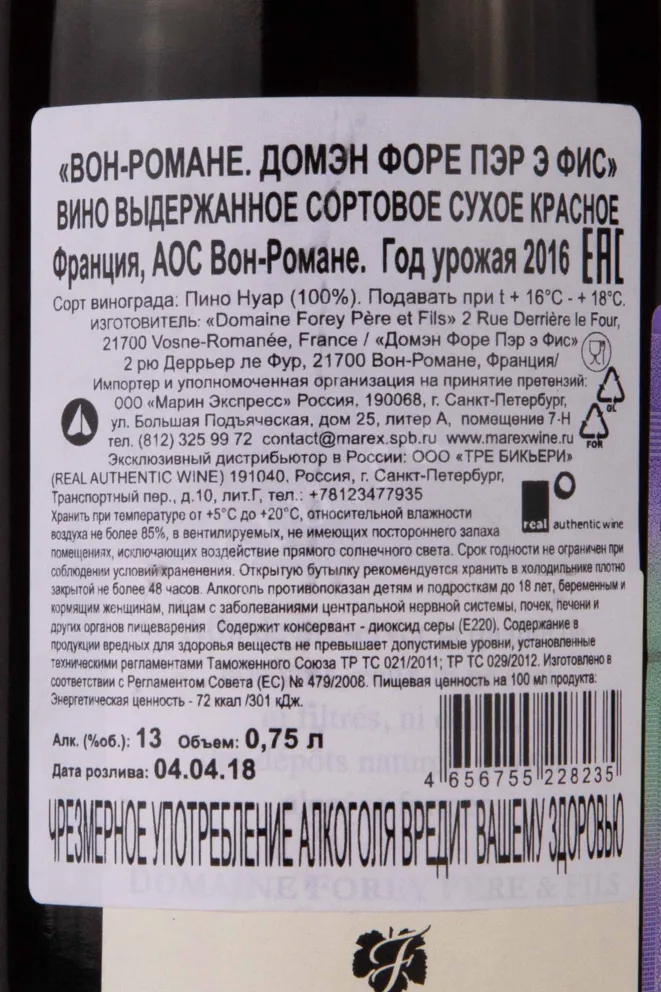 «ВОН-РОМАНЕ. ДОМЭН ФОРЕ ПЭР Э ФИС»
ВИНО ВЫДЕРЖАННОЕ СОРТОВОЕ СУХОЕ КРАСНОЕ
Франция, АОС Вон-Романе. Год урожая 2016 EAC
Сорт винограда: Пино Нуар (100%). Подавать при t + 16°С - + 18°С.
ИЗГОТОВИТЕЛЬ: «Domaine Forey Père et Fils» 2 Rue Derrière le Four,
21700 Vosne-Romanée, France / «Домэн Форе Пэр э Фис»
2 рю Деррьер ле Фур, 21700 Вон-Романе, Франция/
Импортер и уполномоченная организация на принятие претензий:
ООО «Марин Экспресс» Россия, 190068, г. Санкт-Петербург,
GL
ул. Большая Подъяческая, дом 25, литер А, помещение 7-Н
тел. (812) 325 99 72 contact@marex.spb.ru www.marexwine.ru
FOR
Эксклюзивный дистрибьютор в России: ООО «ТРЕ БИКЬЕРИ»
(REAL AUTHENTIC WINE) 191040, Россия, г. Санкт-Петербург,
Транспортный пер., д.10, лит.Г, тел.: +78123477935
Хранить при температуре от +5°С до +20°С, относительной влажности
real authentic wine
воздуха не более 85%, в вентилируемых, не имеющих постороннего запаха
помещениях, исключающих воздействие прямого солнечного света. Срок годности не ограничен при
соблюдении условий хранения. Открытую бутылку рекомендуется хранить в холодильнике плотно
закрытой не более 48 часов. Алкоголь противопоказан детям и подросткам до 18 лет, беременным и
кормящим женщинам, лицам с заболеваниями центральной нервной системы, почек, печени и
других органов пищеварения Содержит консервант - диоксид серы (Е220). Содержание в
продукции вредных для здоровья веществ не превышает допустимые уровни, установленные
техническими регламентами Таможенного Союза ТР ТС 021/2011; ТР ТС 029/2012. Изготовлено в
соответствии с Регламентом Совета (ЕС) № 479/2008. Пищевая ценность на 100 мл продукта:
Энергетическая ценность - 72 ккал /301 кДж.
Алк. (%об.): 13 Объем: 0,75 л
Дата розлива: 04.04.18
4 656755 228235
ЧРЕЗМЕРНОЕ УПОТРЕБЛЕНИЕ АЛКОГОЛЯ ВРЕДИТ ВАШЕМУ ЗДОРОВЬЮ
DOMAINE FOREY PÈRE & FILS
F